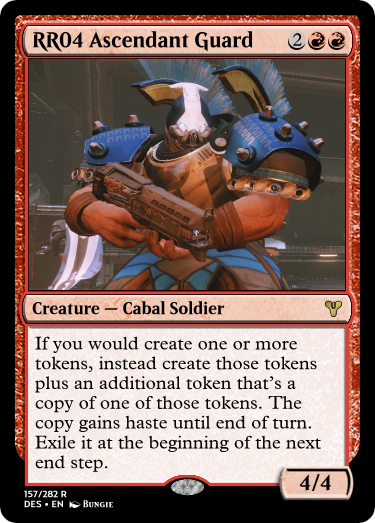 RR04 Ascendant Guard 2
Creature — Cabal Soldier
If you would create one or more
tokens, instead create those tokens
plus an additional token that's a
copy of one of those tokens. The
copy gains haste until end of turn.
Exile it at the beginning of the next
end step.
4/4
157/282 R
DES • EN Bungie